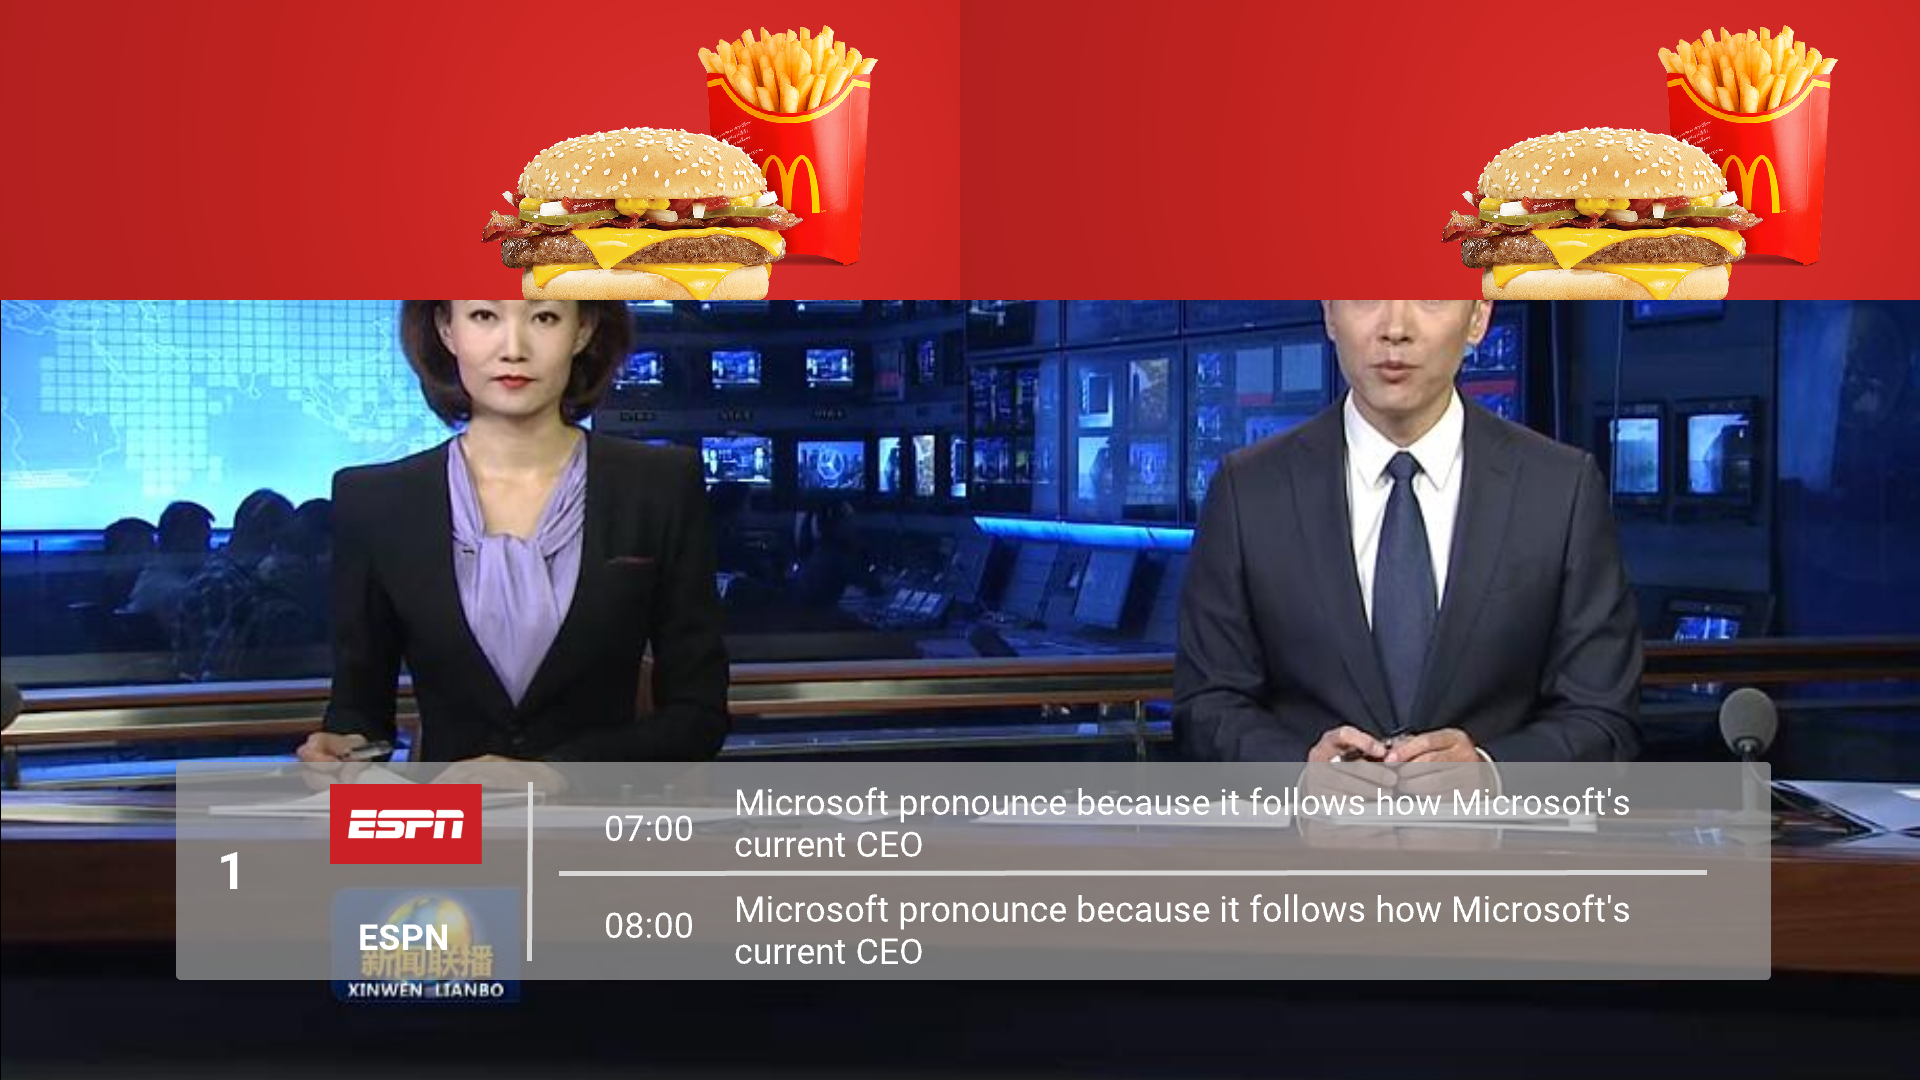 1
ESPN
07:00
Microsoft pronounce because it follows how Microsoft's
current CEO
ESPN
新闻联播
XINWEN LIANBO
08:00
Microsoft pronounce because it follows how Microsoft's
current CEO